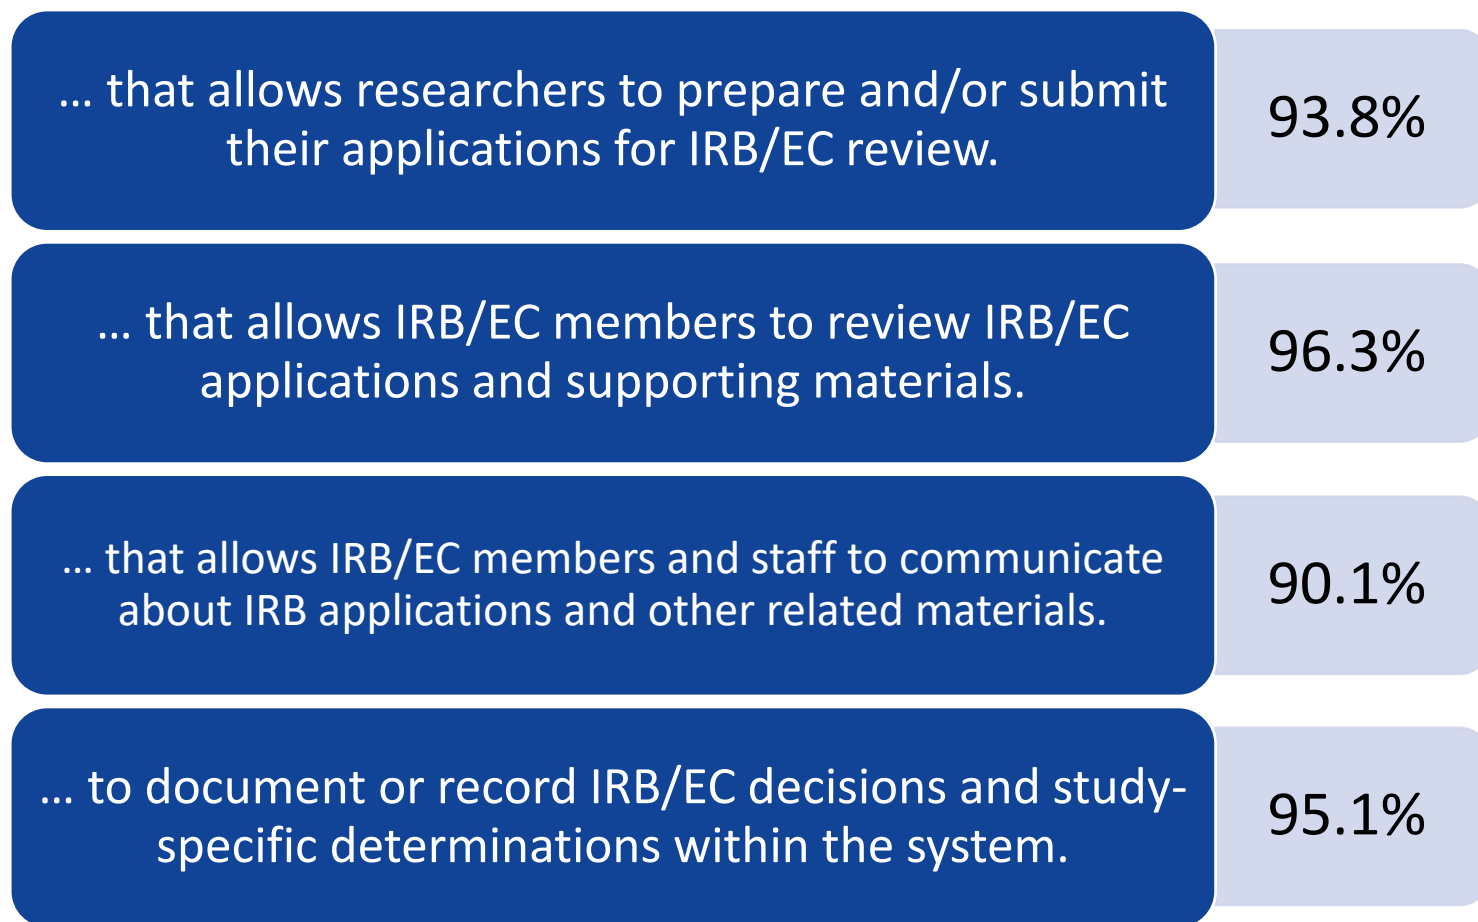 ... that allows researchers to prepare and/or submit
their applications for IRB/EC review.
93.8%
... that allows IRB/EC members to review IRB/EC
applications and supporting materials.
96.3%
... that allows IRB/EC members and staff to communicate
about IRB applications and other related materials.
90.1%
... to document or record IRB/EC decisions and study-
specific determinations within the system.
95.1%